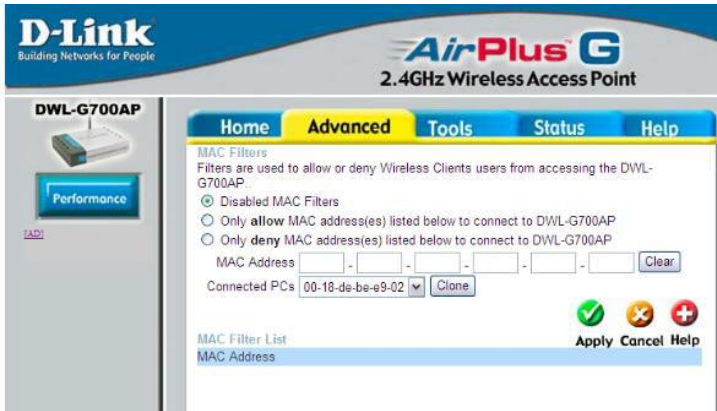 D-Link
Building Networks for People
AirPlus G
2.4GHz Wireless Access Point
DWL-G700AP
Performance
[AD]
Home Advanced Tools Status Help
MAC Filters
Filters are used to allow or deny Wireless Clients users from accessing the DWL-
G700AP..
Disabled MAC Filters
Only allow MAC address(es) listed below to connect to DWL-G700AP
Only deny MAC address(es) listed below to connect to DWL-G700AP
MAC Address - - - - - Clear
Connected PCs 00-18-de-be-e9-02 Clone
Apply Cancel Help
MAC Filter List
MAC Address